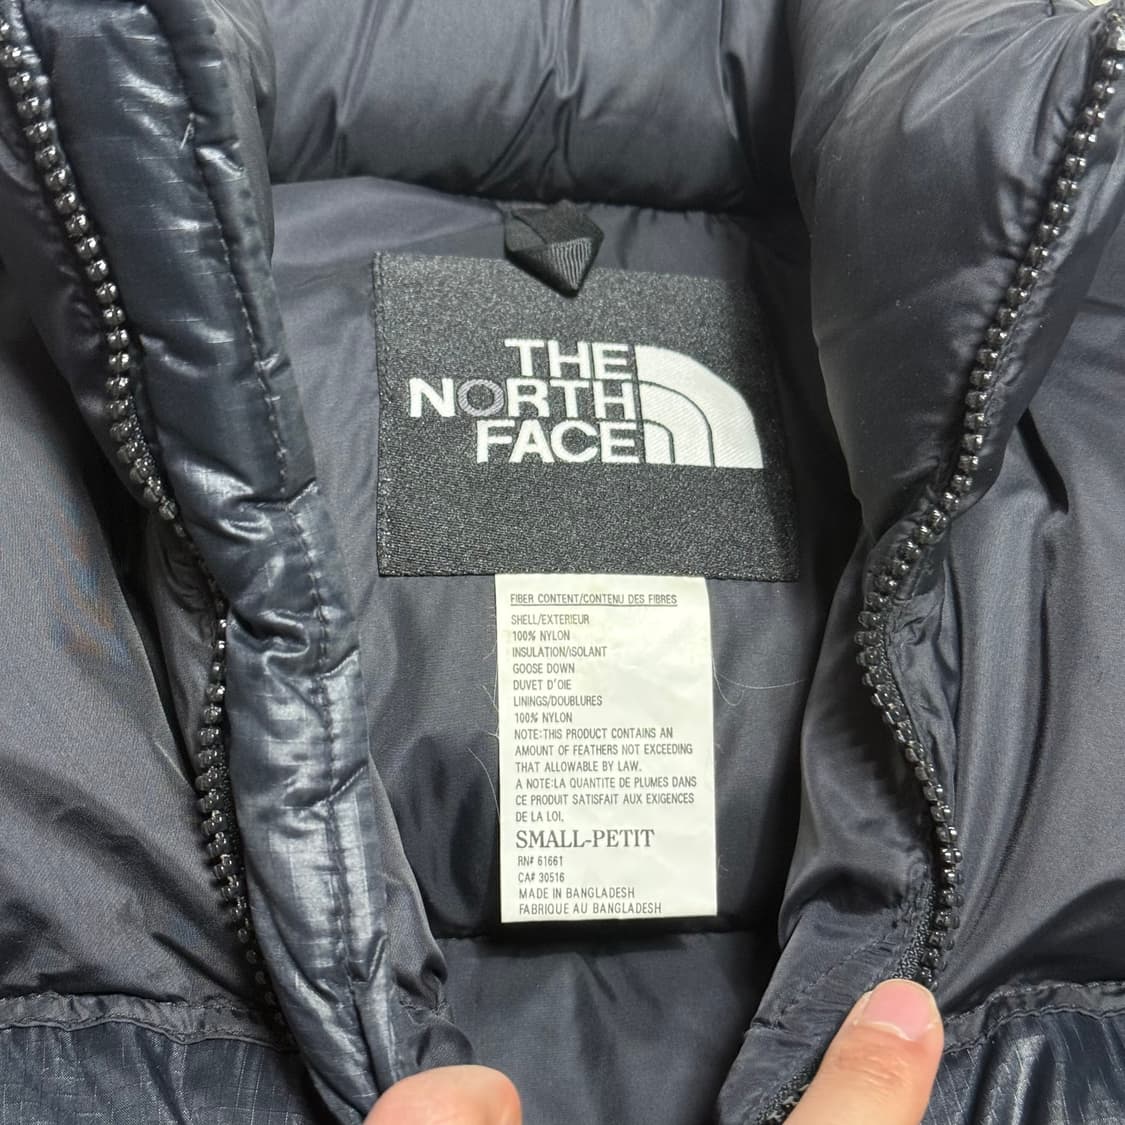 THE
NORTH
FACE
FIBER CONTENT/CONTENU DES FIBRES
SHELL/EXTERIEUR
100% NYLON
INSULATION/ISOLANT
GOOSE DOWN
DUVET D'OIE
LININGS/DOUBLURES
100% NYLON
NOTE:THIS PRODUCT CONTAINS AN
AMOUNT OF FEATHERS NOT EXCEEDING
THAT ALLOWABLE BY LAW.
A NOTE:LA QUANTITE DE PLUMES DANS
CE PRODUIT SATISFAIT AUX EXIGENCES
DE LA LOI.
SMALL-PETIT
RN# 61661
CA# 30516
MADE IN BANGLADESH
FABRIQUE AU BANGLADESH